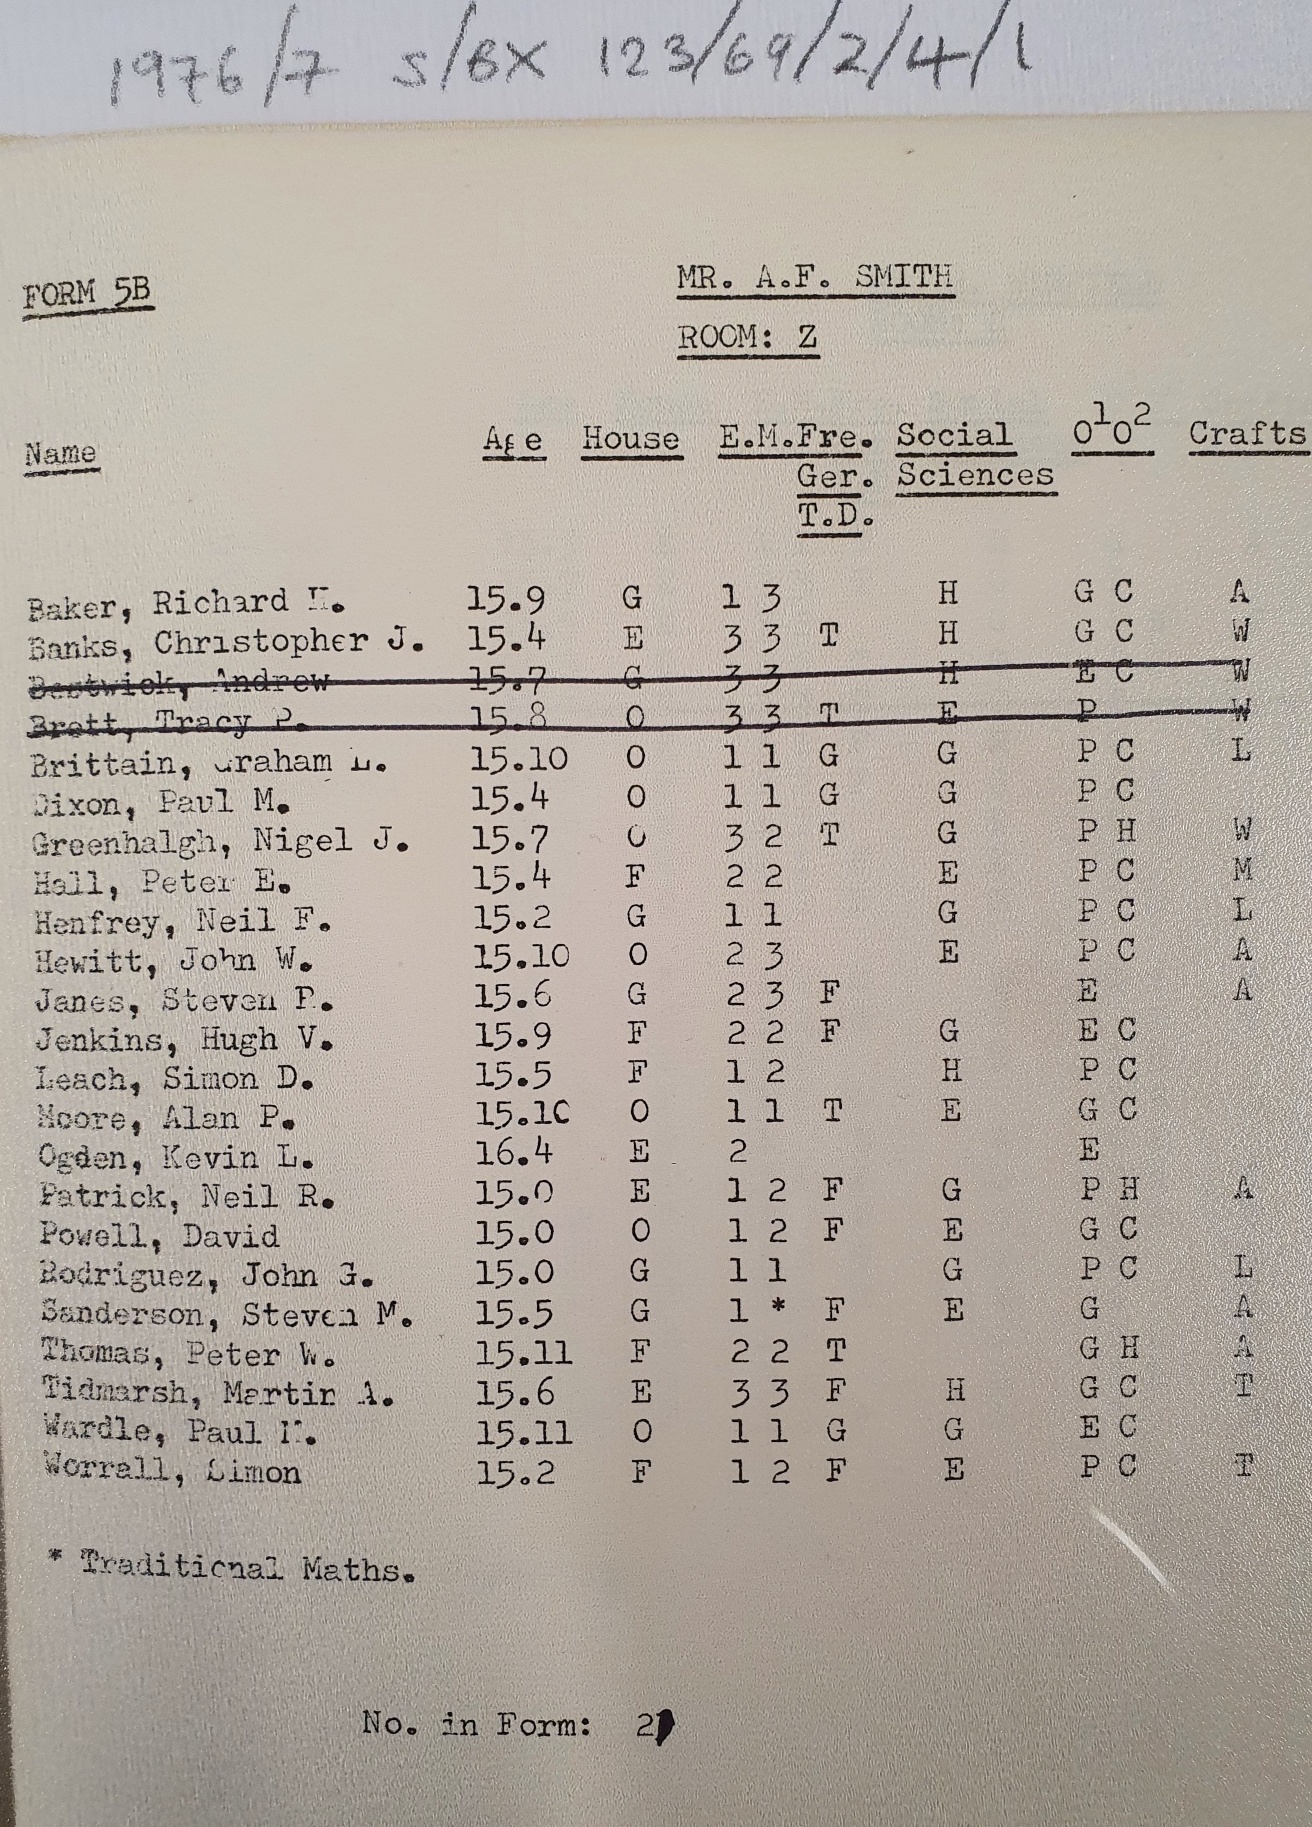 1976/7 S/BX 123/69/2/4/1
FORM 5B MR. A.F. SMITH
ROOM: Z
Name Age House E.M.Fre. Social O¹O² Crafts
Ger. Sciences
T.D.
Baker, Richard 15.9 G 1 3 H G C A
Banks, Christopher J. 15.4 E 3 3 T H G C W
Bestwick, Andrew 15.7 G 3 3 H E C W
Brett, Tracy P. 15.8 O 3 3 T E P W
Brittain, Graham L. 15.10 O 1 1 G G P C L
Dixon, Paul M. 15.4 O 1 1 G G P C
Greenhalgh, Nigel J. 15.7 O 3 2 T G P H W
Hall, Peter E. 15.4 F 2 2 E P C M
Henfrey, Neil F. 15.2 G 1 1 G P C L
Hewitt, John W. 15.10 O 2 3 E P C A
Janes, Steven P. 15.6 G 2 3 F E A
Jenkins, Hugh V. 15.9 F 2 2 F G E C
Leach, Simon D. 15.5 F 1 2 H P C
Moore, Alan P. 15.10 O 1 1 T E G C
Ogden, Kevin L. 16.4 E 2 E
Patrick, Neil R. 15.0 E 1 2 F G P H A
Powell, David 15.0 O 1 2 F E G C
Rodriguez, John G. 15.0 G 1 1 G P C L
Sanderson, Steven M. 15.5 G 1 * F E G A
Thomas, Peter W. 15.11 F 2 2 T G H A
Tidmarsh, Martin A. 15.6 E 3 3 F H G C T
Wardle, Paul 15.11 O 1 1 G G E C
Worrall, Simon 15.2 F 1 2 F E P C T
* Traditional Maths.
No. in Form: